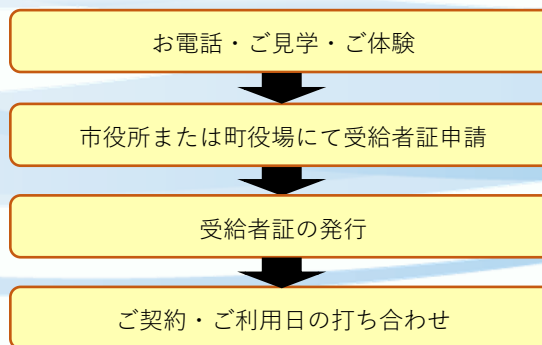 お電話・ご見学・ご体験
市役所または町役場にて受給者証申請
受給者証の発行
ご契約・ご利用日の打ち合わせ